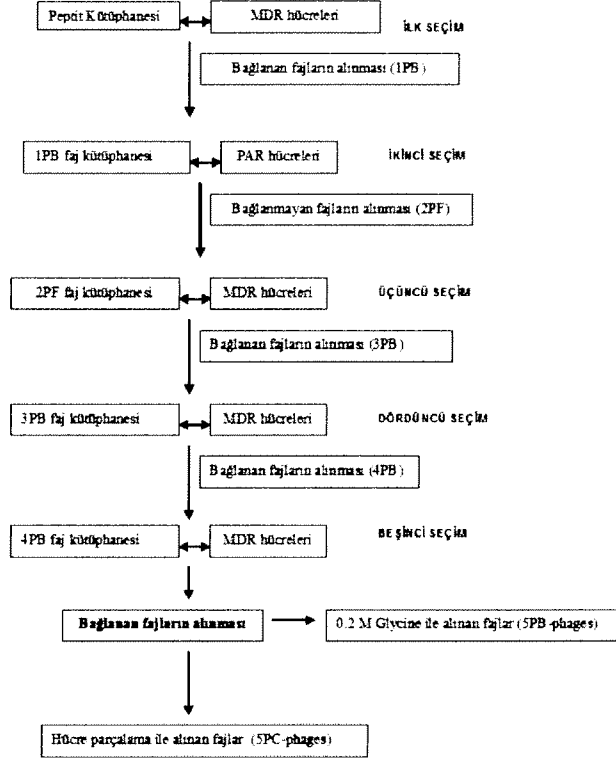 Peptit Kütüphanesi
MDR hücreleri
İLK SEÇİM
Bağlanan fajların alınması (1PB)
1PB faj kütüphanesi
PAR hücreleri
İKİNCİ SEÇİM
Bağlanmayan fajların alınması (2PF)
2PF faj kütüphanesi
MDR hücreleri
ÜÇÜNCÜ SEÇİM
Bağlanan fajların alınması (3PB)
3PB faj kütüphanesi
MDR hücreleri
DÖRDÜNCÜ SEÇİM
Bağlanan fajların alınması (4PB)
4PB faj kütüphanesi
MDR hücreleri
BEŞİNCİ SEÇİM
Bağlanan fajların alınması
0.2 M Glycine ile alınan fajlar (5PB-phages)
Hücre parçalama ile alınan fajlar (5PC-phages)